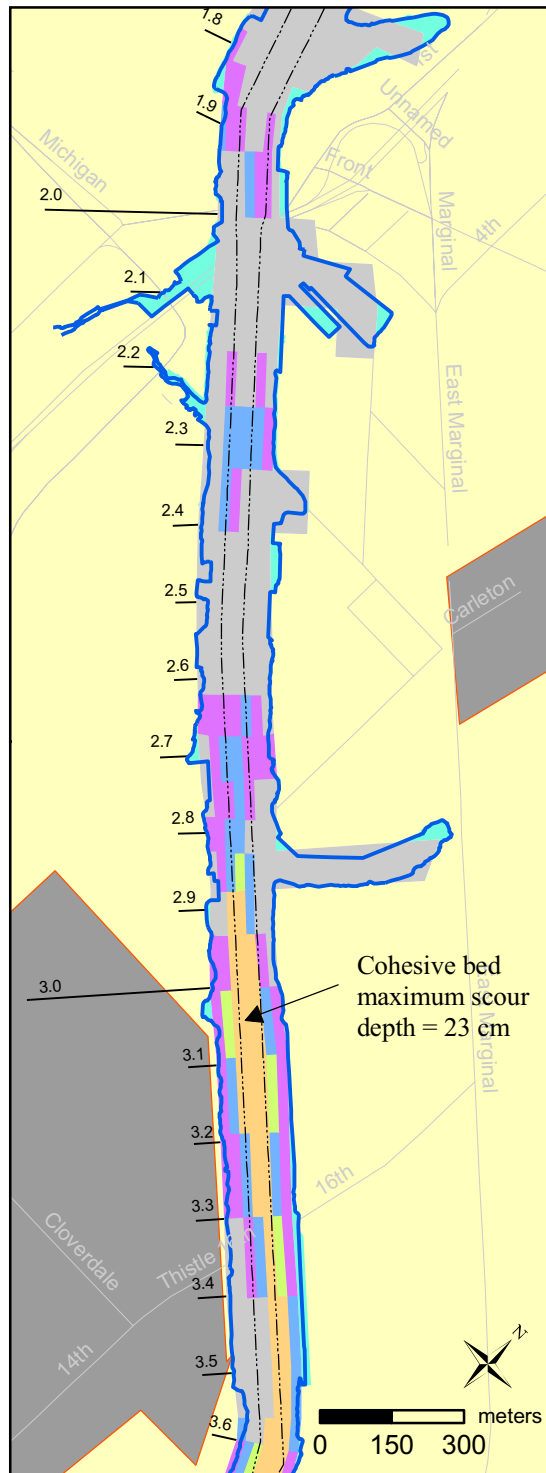 1.8
1st
1.9
Unnamed
Michigan
Front
2.0
Marginal
4th
2.1
2.2
East Marginal
2.3
2.4
2.5
Carleton
2.6
2.7
2.8
2.9
Cohesive bed
maximum scour
depth = 23 cm
3.0
Marginal
3.1
3.2
16th
3.3
Cloverdale
Thistle
3.4
14th
3.5
N
3.6
meters
0 150 300